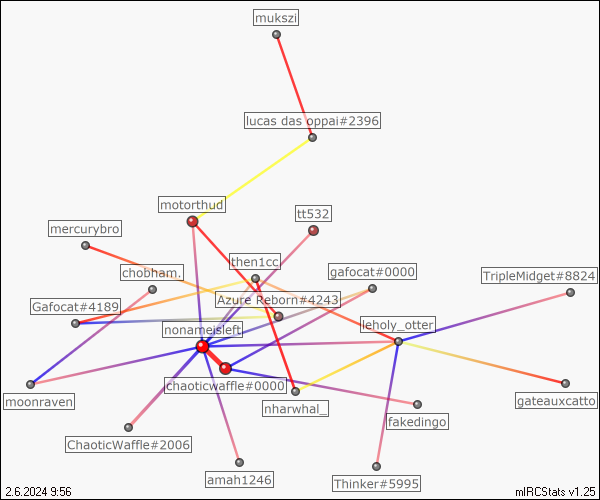 mukszi
lucas das oppai#2396
motorthud
tt532
mercurybro
then1cc
chobham.
gafocat#0000
TripleMidget#8824
Gafocat#4189
Azure Reborn#4243
nonameisleft
leholy_otter
chaoticwaffle#0000
moonraven
nharwhal_
gateauxcatto
fakedingo
ChaoticWaffle#2006
amah1246
Thinker#5995
2.6.2024 9:56
mIRCStats v1.25